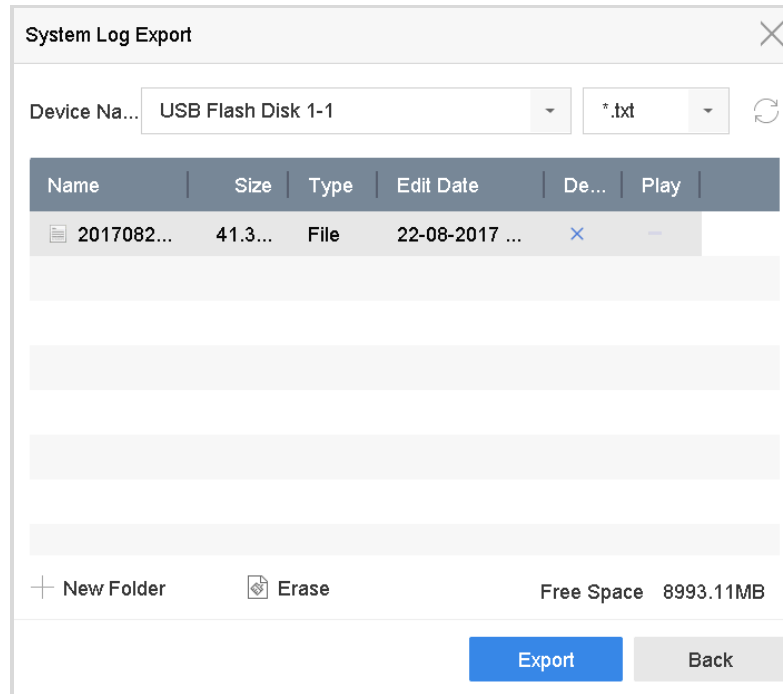 System Log Export
Device Na... USB Flash Disk 1-1 *.txt
Name Size Type Edit Date De... Play
2017082... 41.3... File 22-08-2017 ...
New Folder Erase Free Space 8993.11MB
Export Back